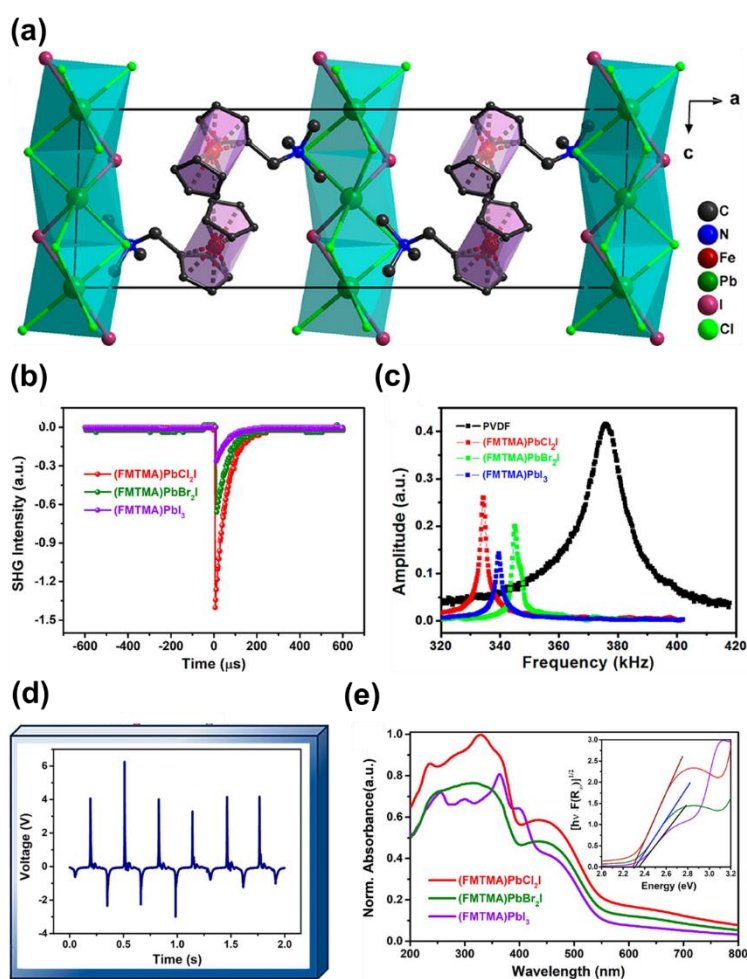 (a)
a
c
C
N
Fe
Pb
I
Cl
(b)
SHG Intensity (a.u.)
0.0
-0.3
-0.6
-0.9
-1.2
-1.5
(FMTMA)PbCl₂I
(FMTMA)PbBr₂I
(FMTMA)PbI₃
-600 -400 -200 0 200 400 600
Time (μs)
(c)
Amplitude (a.u.)
0.4
0.3
0.2
0.1
0.0
PVDF
(FMTMA)PbCl₂I
(FMTMA)PbBr₂I
(FMTMA)PbI₃
320 340 360 380 400 420
Frequency (kHz)
(d)
Voltage (V)
6
4
2
0
-2
-4
0.0 0.5 1.0 1.5 2.0
Time (s)
(e)
Norm. Absorbance(a.u.)
1.0
0.8
0.6
0.4
0.2
0.0
(FMTMA)PbCl₂I
(FMTMA)PbBr₂I
(FMTMA)PbI₃
200 300 400 500 600 700 800
Wavelength (nm)
3.0
2.5
2.0
1.5
1.0
0.5
0.0
2.0 2.2 2.4 2.6 2.8 3.0 3.2
Energy (eV)